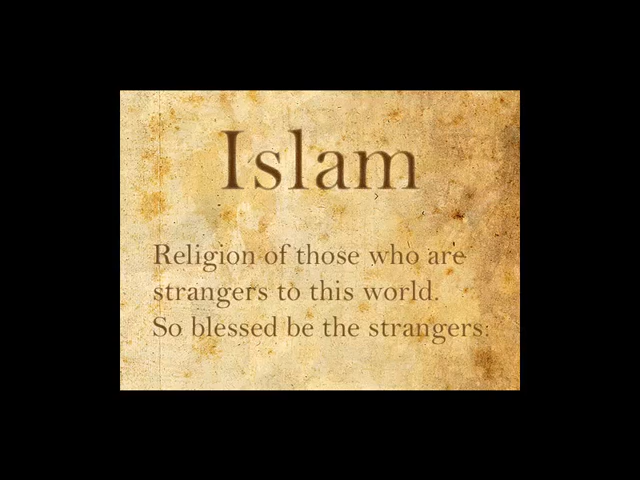 Islam
Religion of those who are
strangers to this world.
So blessed be the strangers: